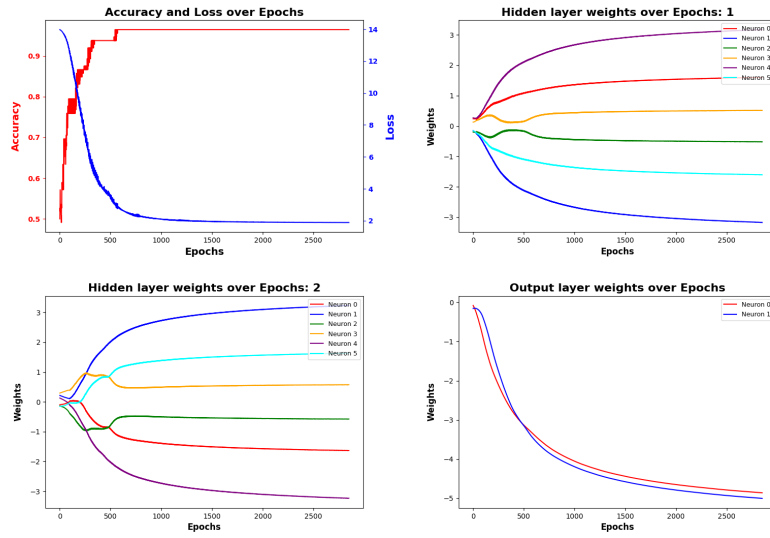 Accuracy and Loss over Epochs
0.9
0.8
0.7
0.6
0.5
Accuracy
14
12
10
8
6
4
2
Loss
0
500
1000
1500
2000
2500
Epochs
Hidden layer weights over Epochs: 1
3
2
1
0
−1
−2
−3
Weights
Neuron 0
Neuron 1
Neuron 2
Neuron 3
Neuron 4
Neuron 5
0
500
1000
1500
2000
2500
Epochs
Hidden layer weights over Epochs: 2
3
2
1
0
−1
−2
−3
Weights
Neuron 0
Neuron 1
Neuron 2
Neuron 3
Neuron 4
Neuron 5
0
500
1000
1500
2000
2500
Epochs
Output layer weights over Epochs
0
−1
−2
−3
−4
−5
Weights
Neuron 0
Neuron 1
0
500
1000
1500
2000
2500
Epochs